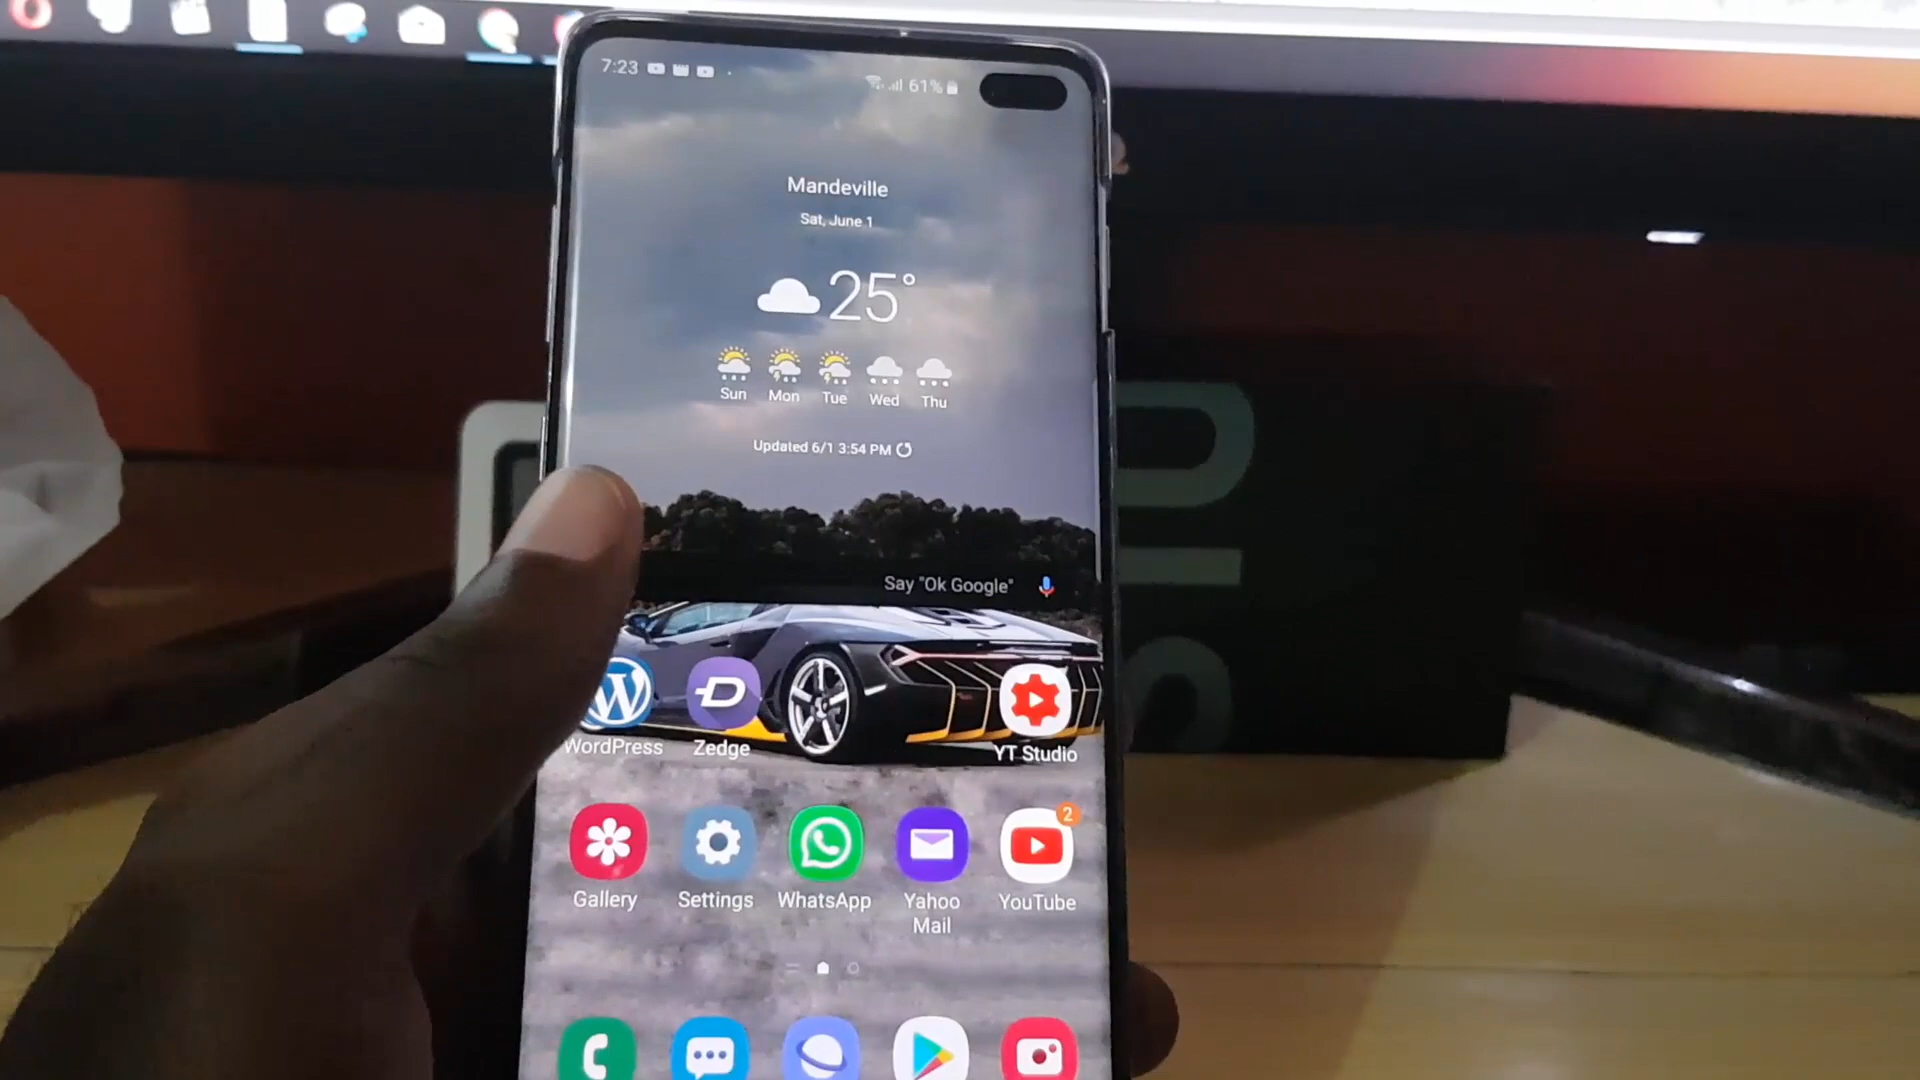 7:23
61%
Mandeville
Sat, June 1
25°
Sun Mon Tue Wed Thu
Updated 6/1 3:54 PM
Say "Ok Google"
WordPress Zedge YT Studio
2
Gallery Settings WhatsApp Yahoo Mail YouTube